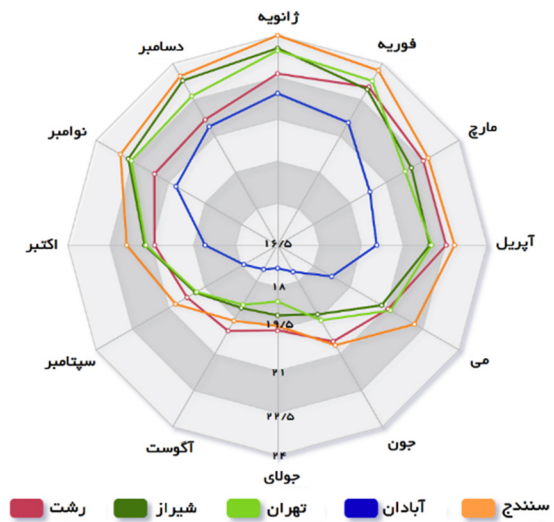 ژانویه
فوریه
مارچ
آپریل
می
جون
جولای
آگوست
سپتامبر
اکتبر
نوامبر
دسامبر
۱۶/۵
۱۸
۱۹/۵
۲۱
۲۲/۵
۲۴
رشت شیراز تهران آبادان سنندج